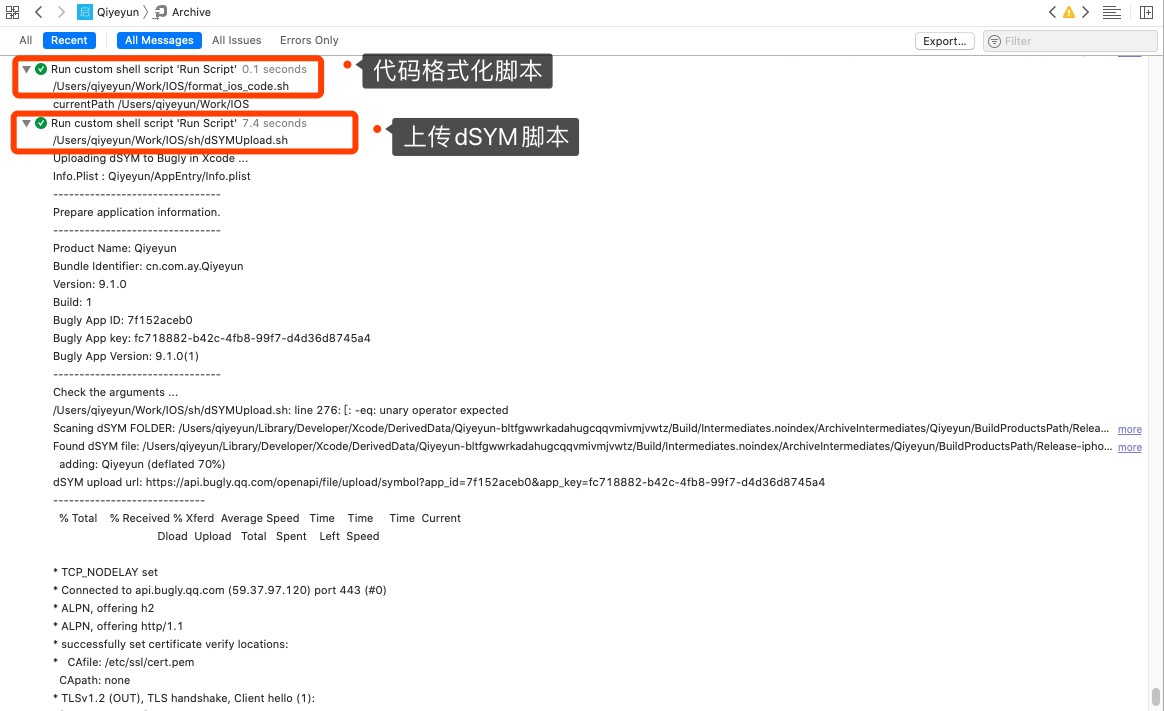 Qiyeyun 〉 Archive
All Recent All Messages All Issues Errors Only Export... Filter
Run custom shell script 'Run Script' 0.1 seconds
代码格式化脚本
/Users/qiyeyun/Work/IOS/format_ios_code.sh
currentPath /Users/qiyeyun/Work/IOS
Run custom shell script 'Run Script' 7.4 seconds
上传dSYM脚本
/Users/qiyeyun/Work/IOS/sh/dSYMUpload.sh
Uploading dSYM to Bugly in Xcode ...
Info.Plist : Qiyeyun/AppEntry/Info.plist
--------------------------------
Prepare application information.
--------------------------------
Product Name: Qiyeyun
Bundle Identifier: cn.com.ay.Qiyeyun
Version: 9.1.0
Build: 1
Bugly App ID: 7f152aceb0
Bugly App key: fc718882-b42c-4fb8-99f7-d4d36d8745a4
Bugly App Version: 9.1.0(1)
--------------------------------
Check the arguments ...
/Users/qiyeyun/Work/IOS/sh/dSYMUpload.sh: line 276: [: -eq: unary operator expected
Scaning dSYM FOLDER: /Users/qiyeyun/Library/Developer/Xcode/DerivedData/Qiyeyun-bltfgwwrkadahugcqqvmivmjvwtz/Build/Intermediates.noindex/ArchiveIntermediates/Qiyeyun/BuildProductsPath/Relea... more
Found dSYM file: /Users/qiyeyun/Library/Developer/Xcode/DerivedData/Qiyeyun-bltfgwwrkadahugcqqvmivmjvwtz/Build/Intermediates.noindex/ArchiveIntermediates/Qiyeyun/BuildProductsPath/Release-ipho... more
adding: Qiyeyun (deflated 70%)
dSYM upload url: https://api.bugly.qq.com/openapi/file/upload/symbol?app_id=7f152aceb0&app_key=fc718882-b42c-4fb8-99f7-d4d36d8745a4
-----------------------------
% Total % Received % Xferd Average Speed Time Time Time Current
Dload Upload Total Spent Left Speed
* TCP_NODELAY set
* Connected to api.bugly.qq.com (59.37.97.120) port 443 (#0)
* ALPN, offering h2
* ALPN, offering http/1.1
* successfully set certificate verify locations:
* CAfile: /etc/ssl/cert.pem
CApath: none
* TLSv1.2 (OUT), TLS handshake, Client hello (1):